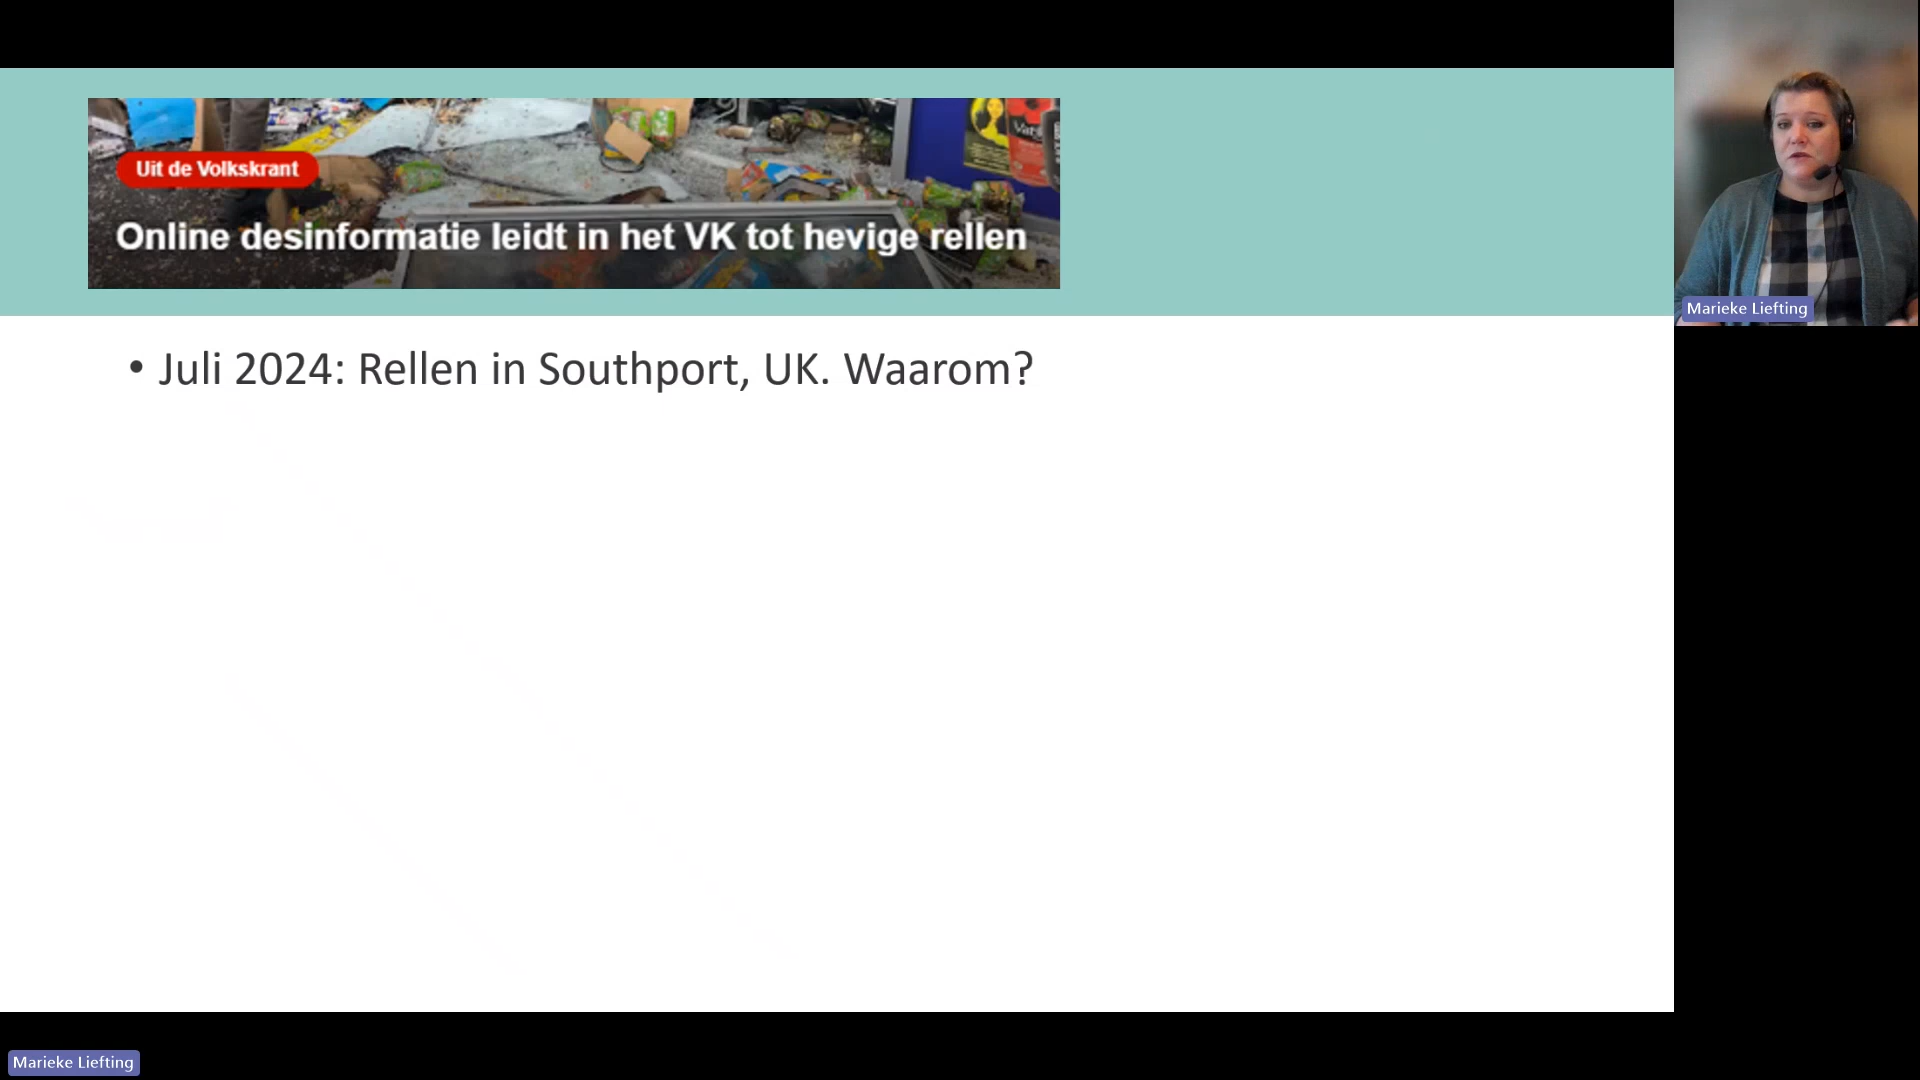 Uit de Volkskrant
Online desinformatie leidt in het VK tot hevige rellen
• Juli 2024: Rellen in Southport, UK. Waarom?
Marieke Liefting
Marieke Liefting